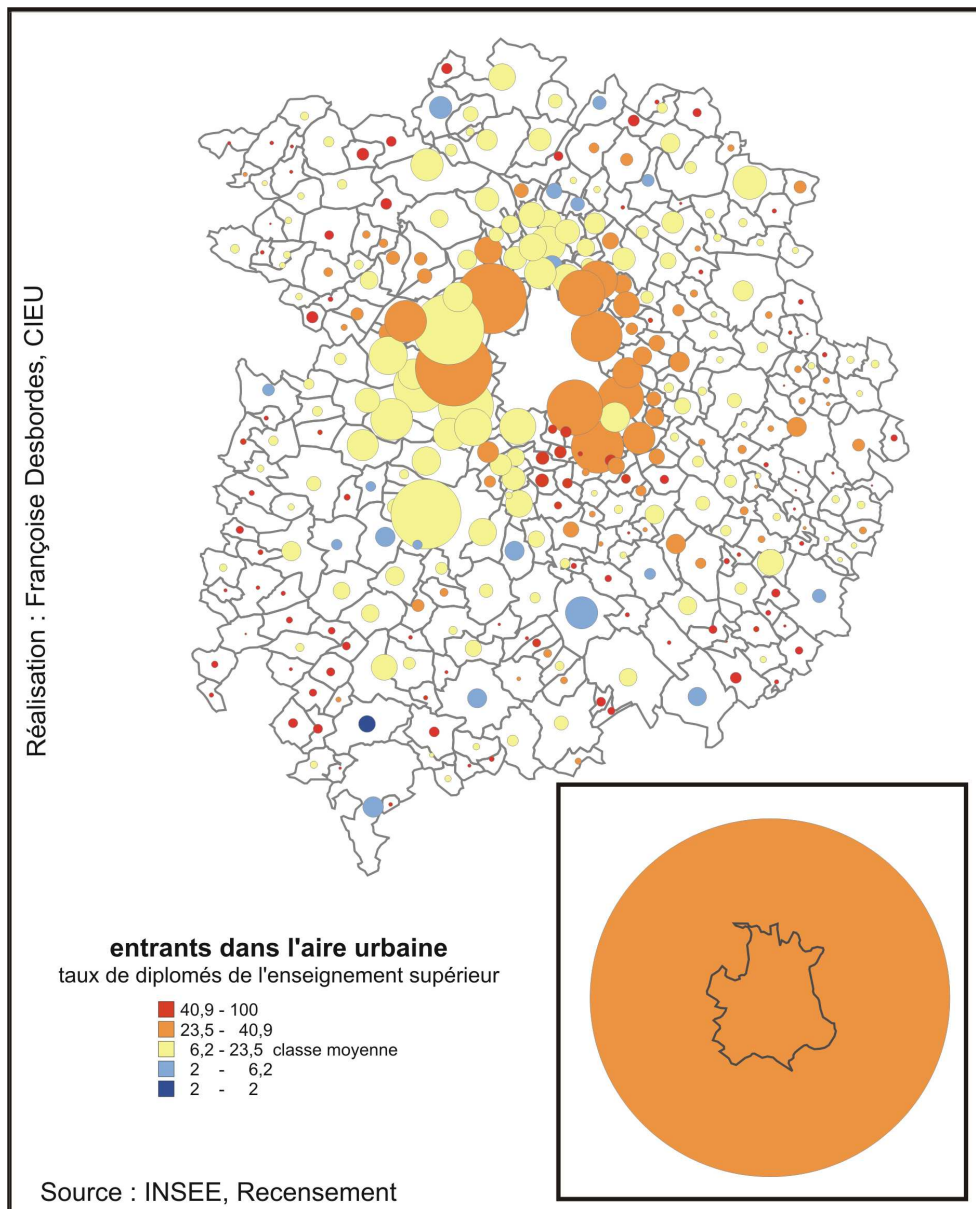 Réalisation : Françoise Desbordes, CIEU
entrants dans l'aire urbaine
taux de diplomés de l'enseignement supérieur
40,9 - 100
23,5 - 40,9
6,2 - 23,5 classe moyenne
2 - 6,2
2 - 2
Source : INSEE, Recensement